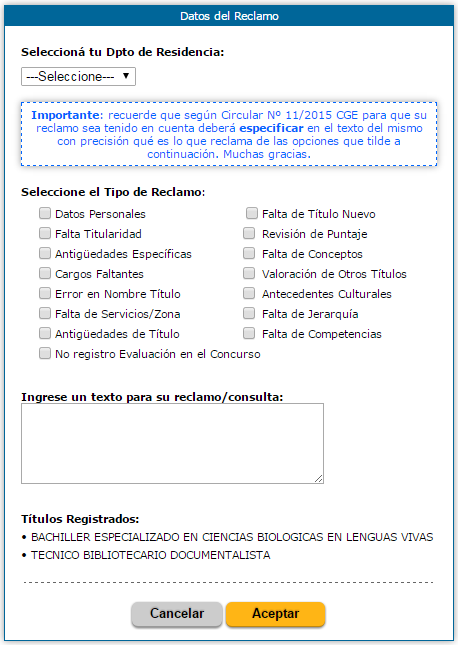 Datos del Reclamo
Seleccioná tu Dpto de Residencia:
---Seleccione---
Importante: recuerde que según Circular Nº 11/2015 CGE para que su
reclamo sea tenido en cuenta deberá especificar en el texto del mismo
con precisión qué es lo que reclama de las opciones que tilde a
continuación. Muchas gracias.
Seleccione el Tipo de Reclamo:
Datos Personales
Falta de Título Nuevo
Falta Titularidad
Revisión de Puntaje
Antigüedades Específicas
Falta de Conceptos
Cargos Faltantes
Valoración de Otros Títulos
Error en Nombre Título
Antecedentes Culturales
Falta de Servicios/Zona
Falta de Jerarquía
Antigüedades de Título
Falta de Competencias
No registro Evaluación en el Concurso
Ingrese un texto para su reclamo/consulta:
Títulos Registrados:
• BACHILLER ESPECIALIZADO EN CIENCIAS BIOLOGICAS EN LENGUAS VIVAS
• TECNICO BIBLIOTECARIO DOCUMENTALISTA
Cancelar
Aceptar